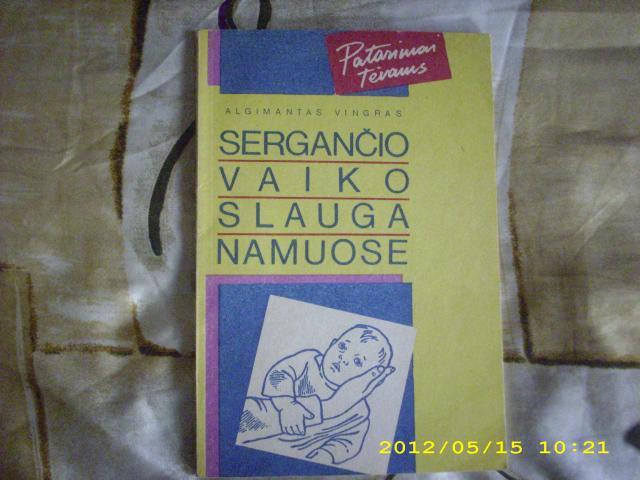 Patarimai
tėvams
ALGIMANTAS VINGRAS
SERGANČIO
VAIKO
SLAUGA
NAMUOSE
2012/05/15 10:21